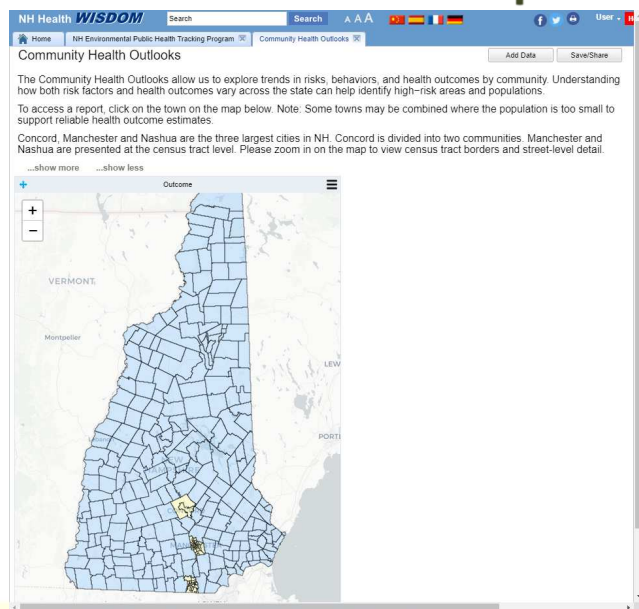 NH Health WISDOM Search Search A A A User
Home NH Environmental Public Health Tracking Program Community Health Outlooks
Community Health Outlooks Add Data Save/Share
The Community Health Outlooks allow us to explore trends in risks, behaviors, and health outcomes by community. Understanding
how both risk factors and health outcomes vary across the state can help identify high-risk areas and populations.
To access a report, click on the town on the map below. Note: Some towns may be combined where the population is too small to
support reliable health outcome estimates.
Concord, Manchester and Nashua are the three largest cities in NH. Concord is divided into two communities. Manchester and
Nashua are presented at the census tract level. Please zoom in on the map to view census tract borders and street-level detail.
...show more ...show less
+ Outcome
+
−
VERMONT
Montpelier
LEW
PORT
Lebanon
NEW
HAMPSHIRE